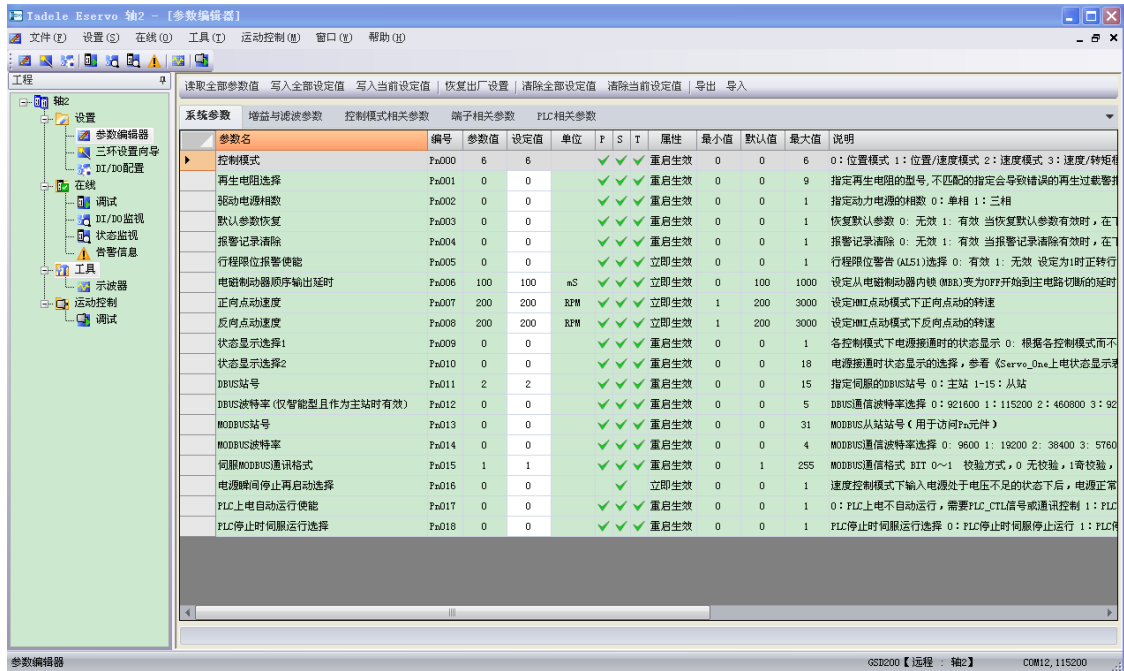 Tadele Eservo 轴2 - [参数编辑器]
文件(F) 设置(S) 在线(O) 工具(T) 运动控制(M) 窗口(W) 帮助(H)
工程
轴2
设置
参数编辑器
三环设置向导
DI/DO配置
在线
调试
DI/DO监视
状态监视
告警信息
工具
示波器
运动控制
调试
读取全部参数值 写入全部设定值 写入当前设定值 恢复出厂设置 清除全部设定值 清除当前设定值 导出 导入
系统参数 增益与滤波参数 控制模式相关参数 端子相关参数 PLC相关参数
参数名 编号 参数值 设定值 单位 P S T 属性 最小值 默认值 最大值 说明
控制模式 Pn000 6 6 重启生效 0 0 6 0：位置模式 1：位置/速度模式 2：速度模式 3：速度/转矩模
再生电阻选择 Pn001 0 0 重启生效 0 0 9 指定再生电阻的型号,不匹配的指定会导致错误的再生过载警报
驱动电源相数 Pn002 0 0 重启生效 0 0 1 指定动力电源的相数 0：单相 1：三相
默认参数恢复 Pn003 0 0 重启生效 0 0 1 恢复默认参数 0: 无效 1: 有效 当恢复默认参数有效时，在下
报警记录清除 Pn004 0 0 重启生效 0 0 1 报警记录清除 0: 无效 1: 有效 当报警记录清除有效时，在下
行程限位报警使能 Pn005 0 0 立即生效 0 0 1 行程限位警告(AL51)选择 0: 有效 1: 无效 设定为1时正转行
电磁制动器顺序输出延时 Pn006 100 100 mS 立即生效 0 100 1000 设定从电磁制动器内锁(MBR)变为OFF开始到主电路切断的延时
正向点动速度 Pn007 200 200 RPM 立即生效 1 200 3000 设定HMI点动模式下正向点动的转速
反向点动速度 Pn008 200 200 RPM 立即生效 1 200 3000 设定HMI点动模式下反向点动的转速
状态显示选择1 Pn009 0 0 重启生效 0 0 1 各控制模式下电源接通时的状态显示 0: 根据各控制模式而不
状态显示选择2 Pn010 0 0 重启生效 0 0 18 电源接通时状态显示的选择，参看《Servo_One上电状态显示表
DBUS站号 Pn011 2 2 重启生效 0 0 15 指定伺服的DBUS站号 0：主站 1-15：从站
DBUS波特率(仅智能型且作为主站时有效) Pn012 0 0 重启生效 0 0 5 DBUS通信波特率选择 0：921600 1：115200 2：460800 3：92
MODBUS站号 Pn013 0 0 重启生效 0 0 31 MODBUS从站站号（用于访问Pn元件）
MODBUS波特率 Pn014 0 0 重启生效 0 0 4 MODBUS通信波特率选择 0: 9600 1: 19200 2: 38400 3: 5760
伺服MODBUS通讯格式 Pn015 1 1 重启生效 0 1 255 MODBUS通信格式 BIT 0～1 校验方式，0 无校验，1奇校验，
电源瞬间停止再启动选择 Pn016 0 0 立即生效 0 0 1 速度控制模式下输入电源处于电压不足的状态下后，电源正常
PLC上电自动运行使能 Pn017 0 0 重启生效 0 0 1 0：PLC上电不自动运行，需要PLC_CTL信号或通讯控制 1：PLC
PLC停止时伺服运行选择 Pn018 0 0 重启生效 0 0 1 PLC停止时伺服运行选择 0：PLC停止时伺服停止运行 1：PLC停
参数编辑器 GSD200【远程 : 轴2】 COM12,115200